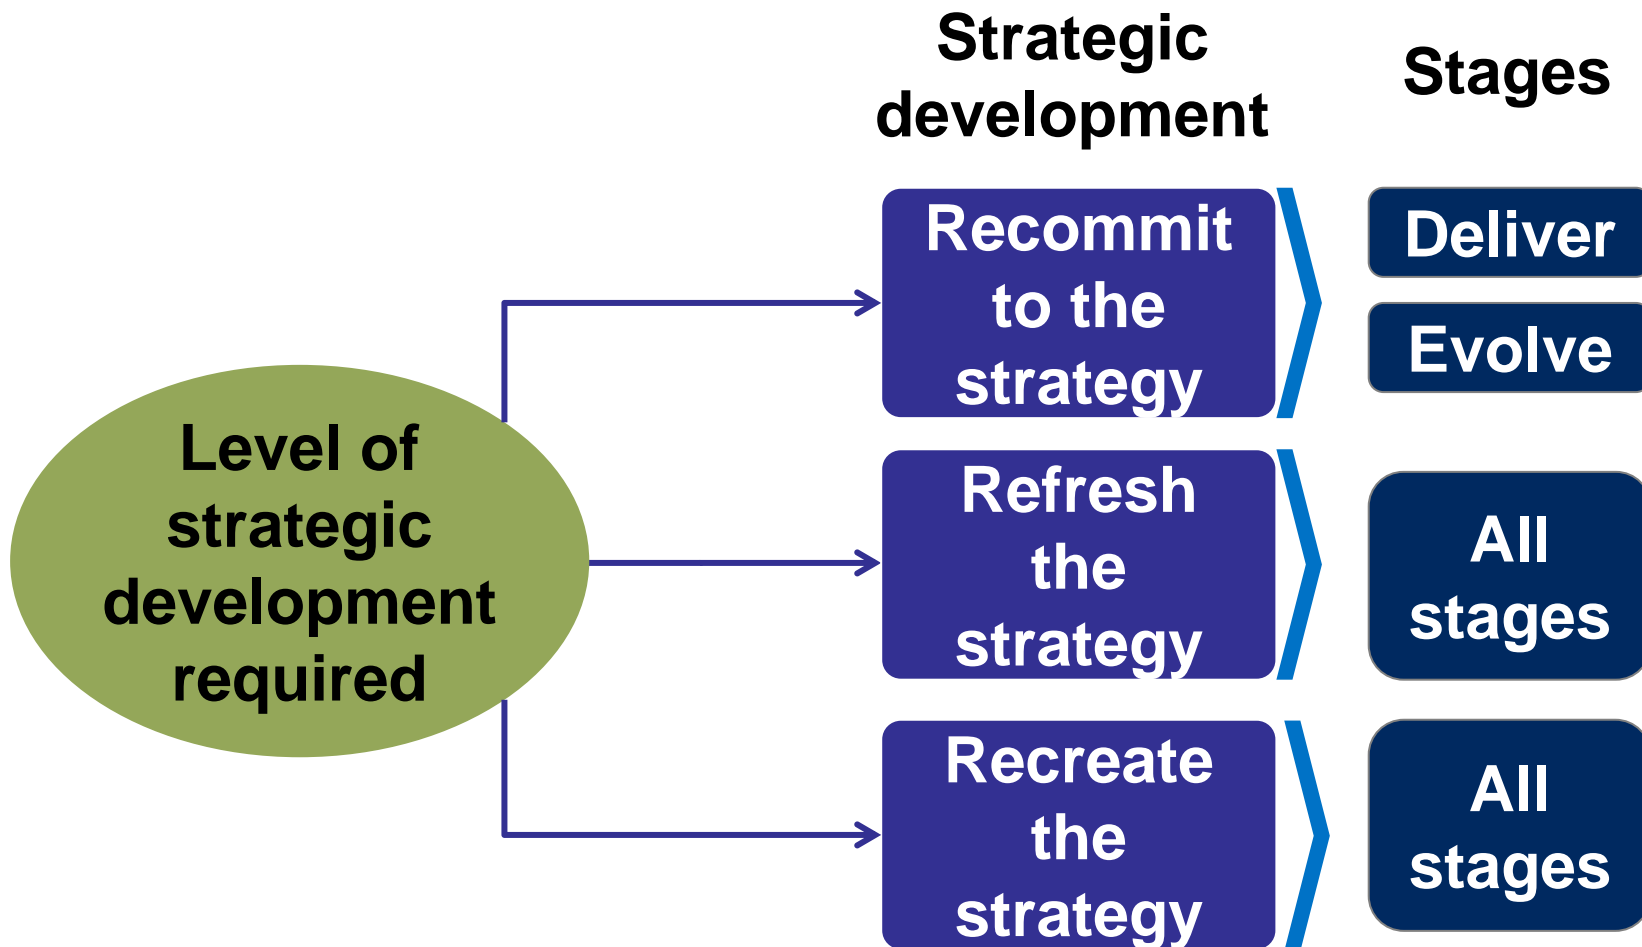 Strategic
development
Stages
Level of
strategic
development
required
Recommit
to the
strategy
Deliver
Evolve
Refresh
the
strategy
All
stages
Recreate
the
strategy
All
stages